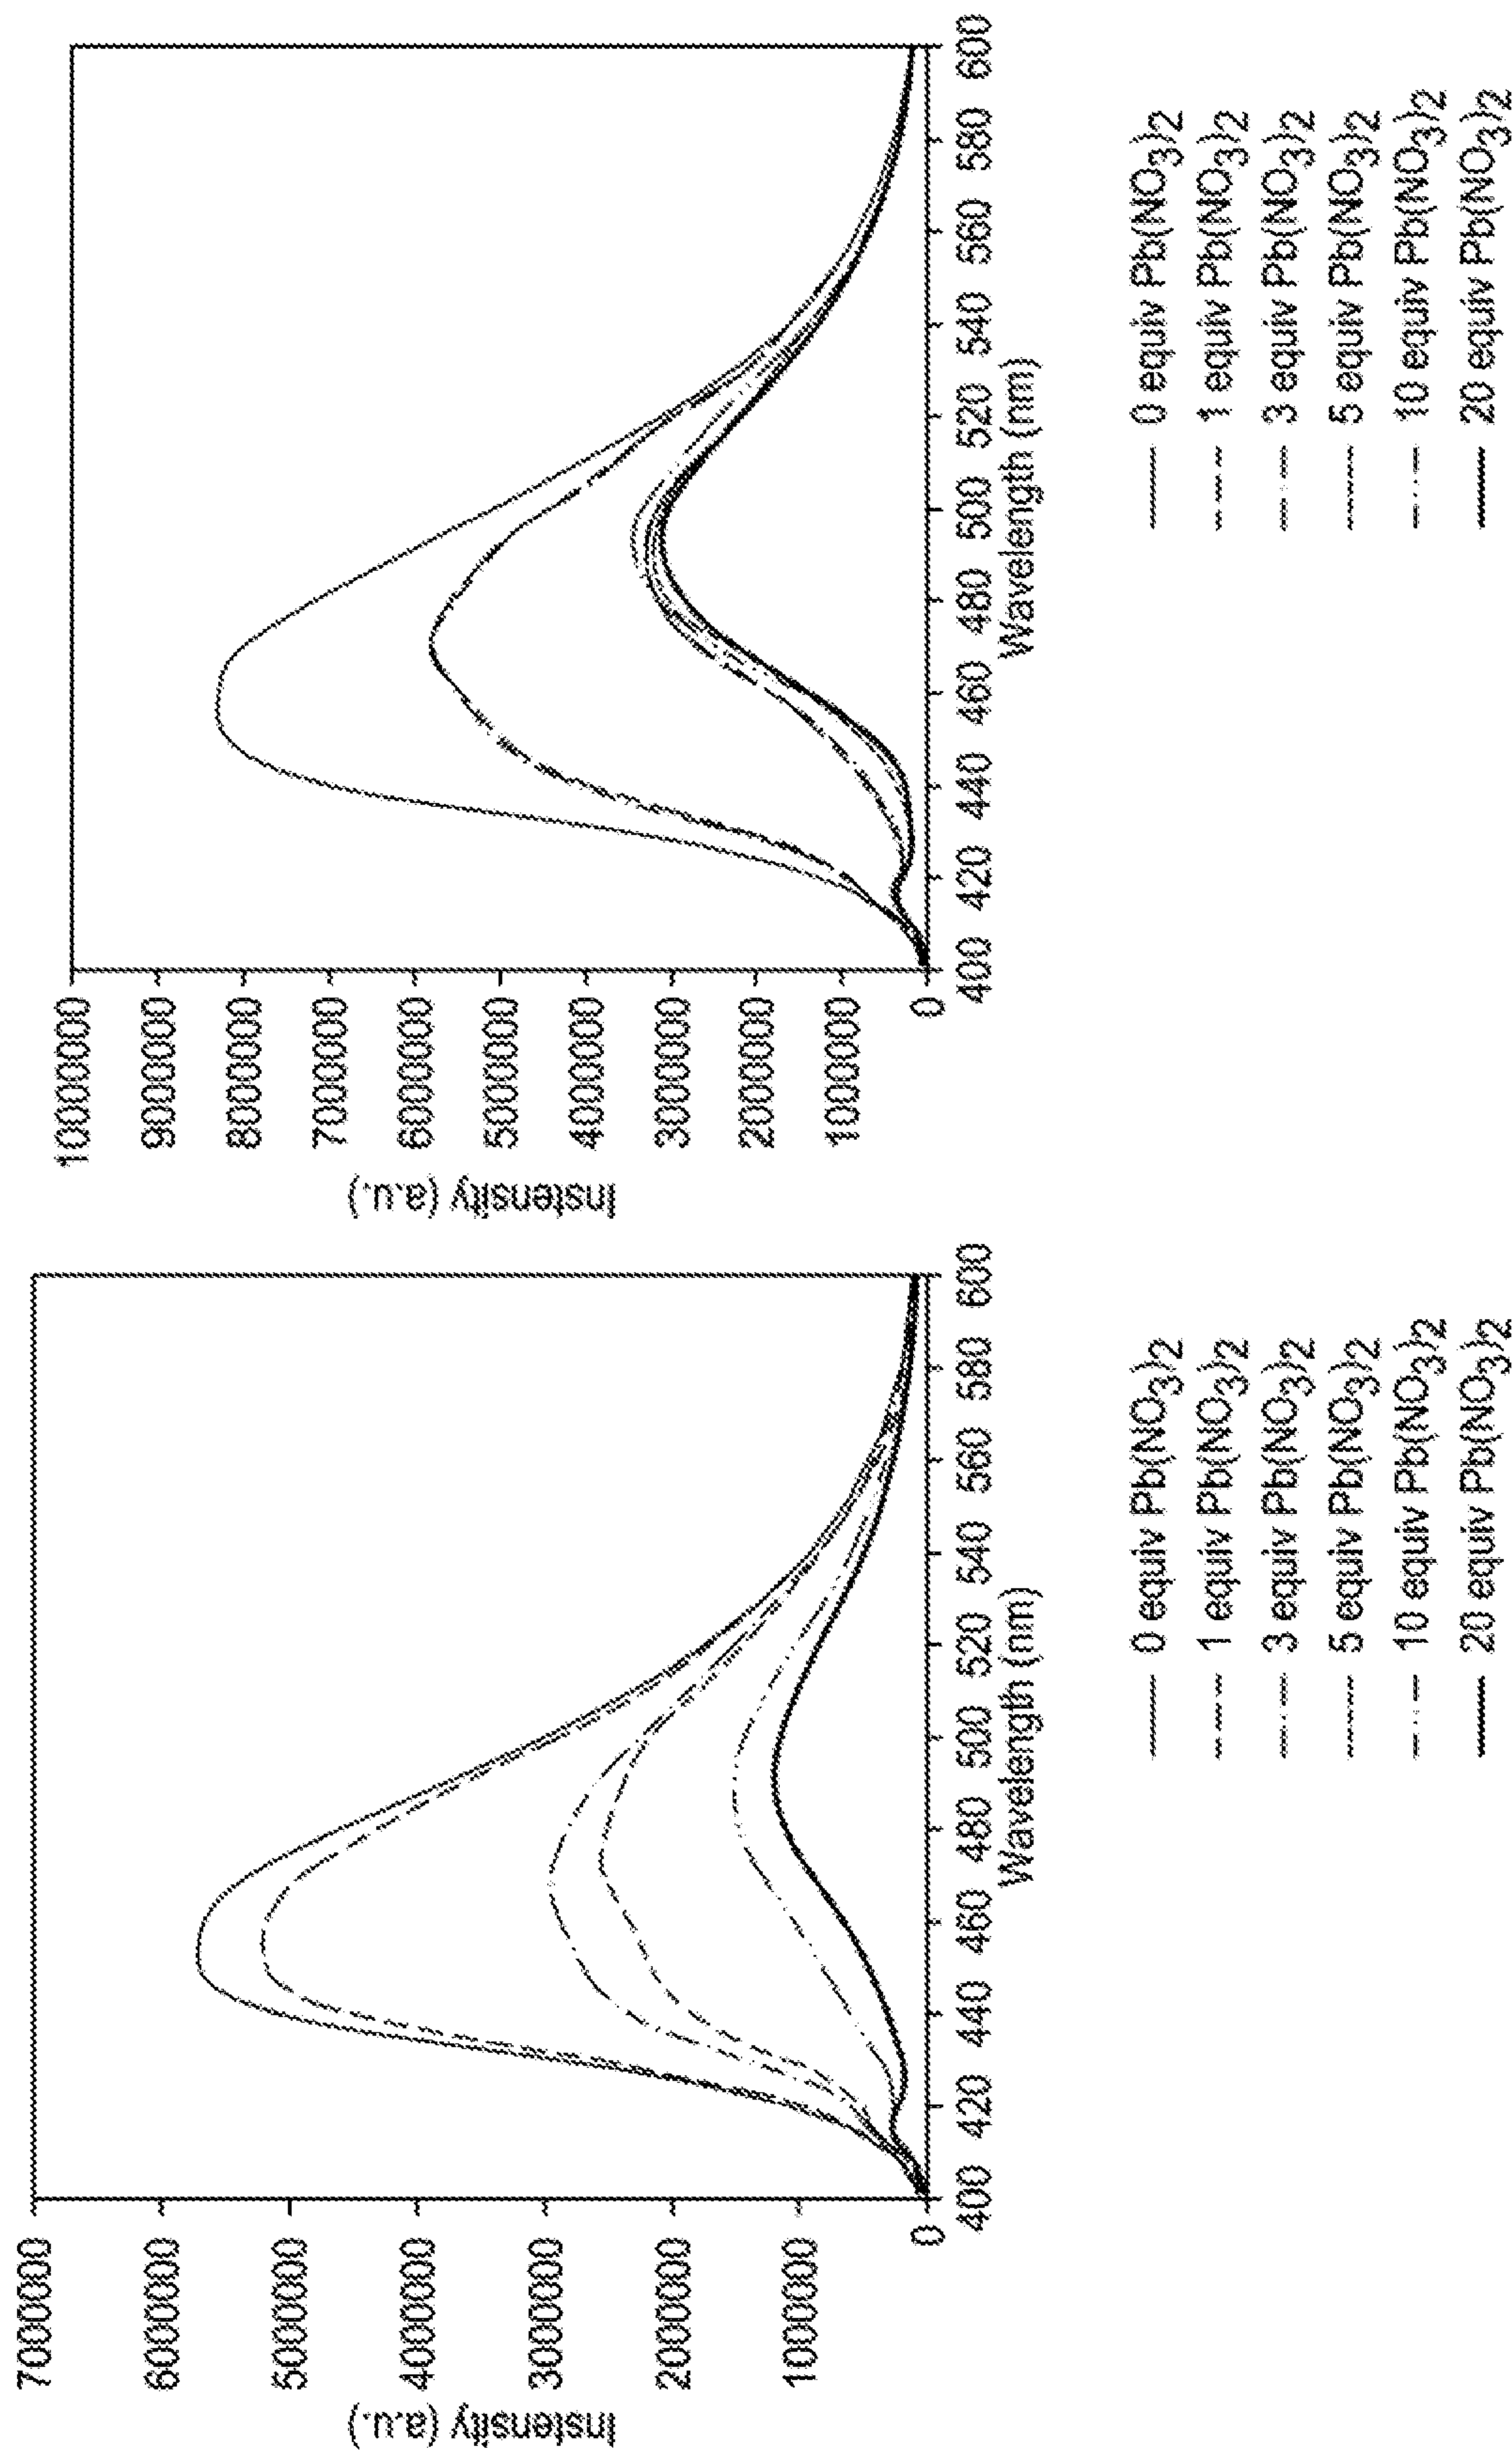 7000000
6000000
5000000
4000000
3000000
2000000
1000000
0
Instensity (a.u.)
400 420 440 460 480 500 520 540 560 580 600
Wavelength (nm)
0 equiv Pb(NO3)2
1 equiv Pb(NO3)2
3 equiv Pb(NO3)2
5 equiv Pb(NO3)2
10 equiv Pb(NO3)2
20 equiv Pb(NO3)2
10000000
9000000
8000000
7000000
6000000
5000000
4000000
3000000
2000000
1000000
0
Instensity (a.u.)
400 420 440 460 480 500 520 540 560 580 600
Wavelength (nm)
0 equiv Pb(NO3)2
1 equiv Pb(NO3)2
3 equiv Pb(NO3)2
5 equiv Pb(NO3)2
10 equiv Pb(NO3)2
20 equiv Pb(NO3)2